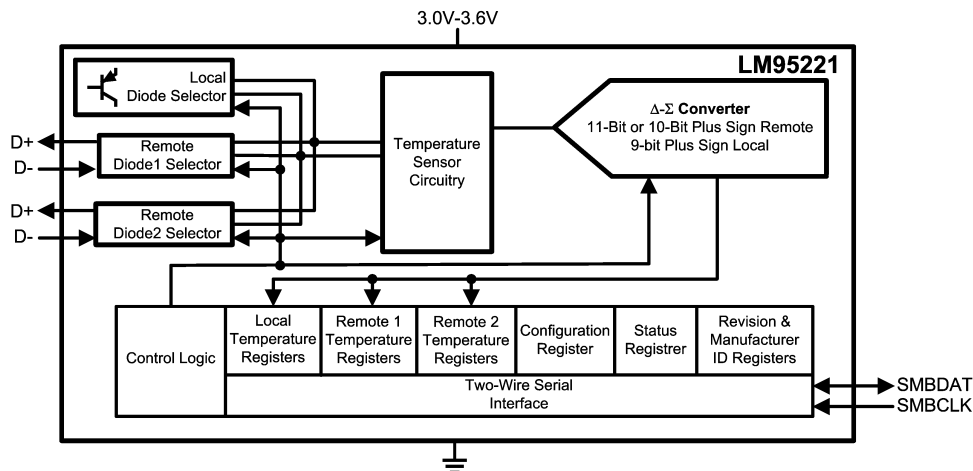 3.0V-3.6V
LM95221
Local
Diode Selector
Δ-Σ Converter
11-Bit or 10-Bit Plus Sign Remote
9-bit Plus Sign Local
D+
D-
Remote
Diode1 Selector
Temperature
Sensor
Circuitry
D+
D-
Remote
Diode2 Selector
Control Logic
Local
Temperature
Registers
Remote 1
Temperature
Registers
Remote 2
Temperature
Registers
Configuration
Register
Status
Registrer
Revision &
Manufacturer
ID Registers
Two-Wire Serial
Interface
SMBDAT
SMBCLK